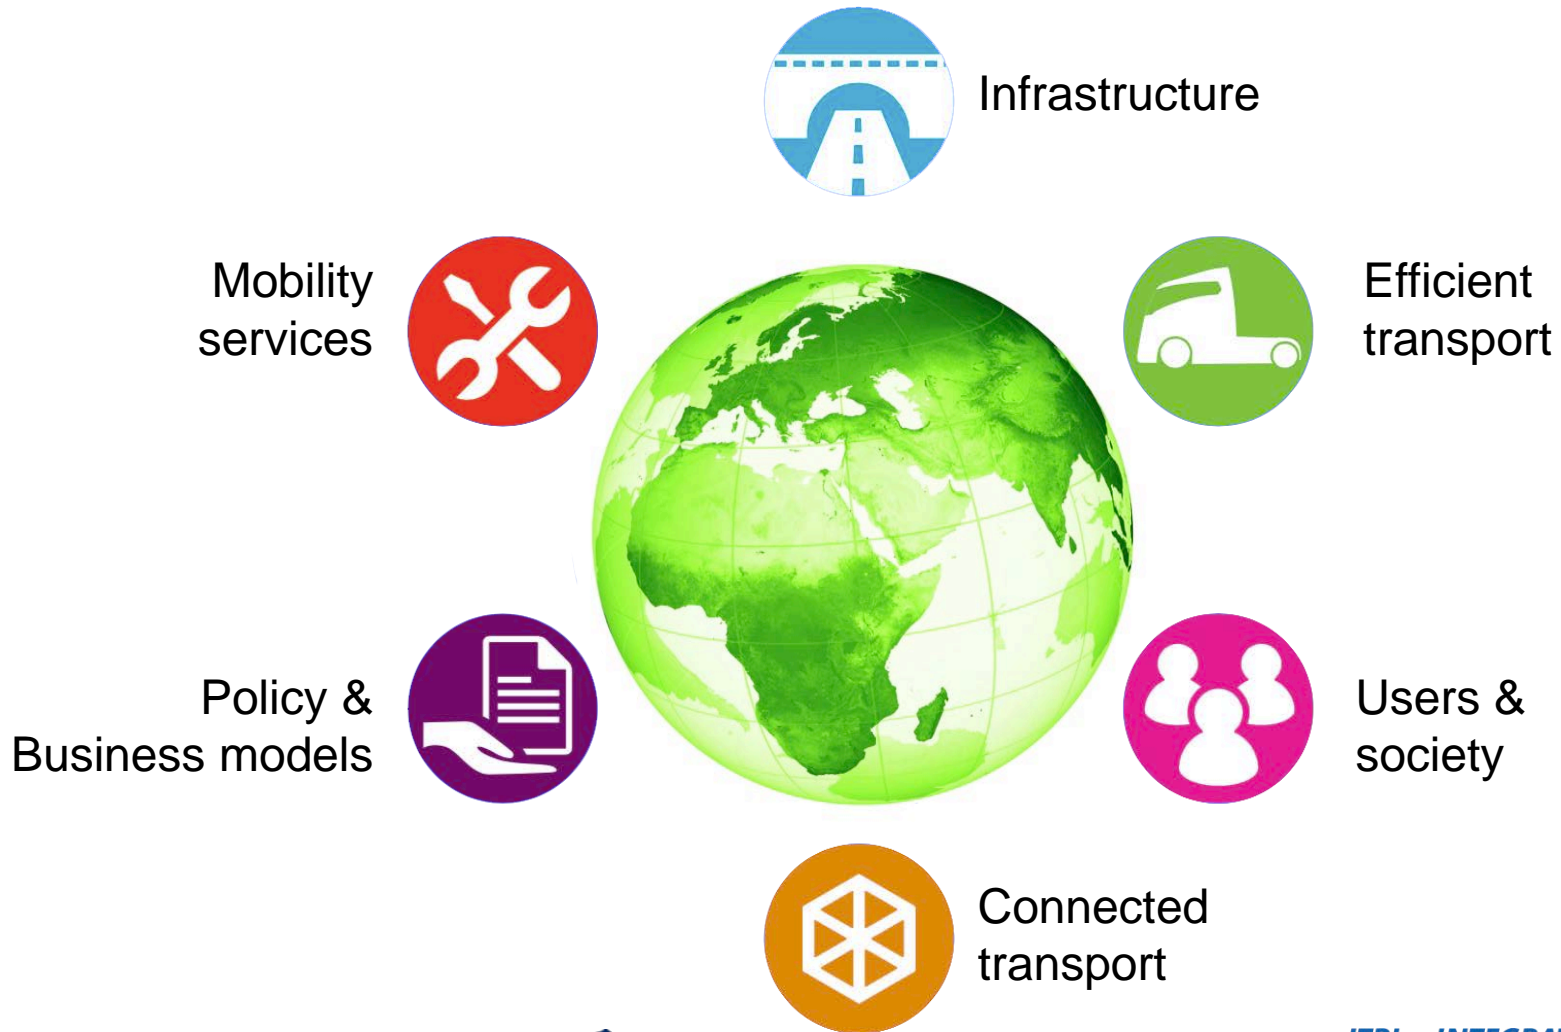 Infrastructure
Mobility
services
Efficient
transport
Policy &
Business models
Users &
society
Connected
transport